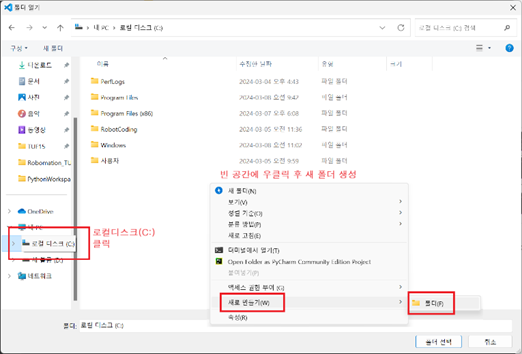 폴더 열기
내 PC > 로컬 디스크 (C:)
로컬 디스크 (C:) 검색
구성 새 폴더
이름 수정한 날짜 유형 크기
다운로드
문서
사진
음악
동영상
TUF15
Robomation_TU
PythonWorkspa
OneDrive
내 PC
로컬 디스크 (C:)
새 볼륨 (D:)
네트워크
PerfLogs 2024-03-04 오후 4:43 파일 폴더
Program Files 2024-03-08 오전 9:42 파일 폴더
Program Files (x86) 2024-03-07 오후 6:08 파일 폴더
RobotCoding 2024-03-05 오전 11:36 파일 폴더
Windows 2024-03-08 오전 11:02 파일 폴더
사용자 2024-03-05 오전 9:59 파일 폴더
빈 공간에 우클릭 후 새 폴더 생성
로컬디스크(C:)
클릭
새 폴더(N)
보기(V)
정렬 기준(O)
분류 방법(P)
새로 고침(E)
터미널에서 열기(T)
Open Folder as PyCharm Community Edition Project
붙여넣기(P)
액세스 권한 부여 (G)
새로 만들기(W)
속성(R)
폴더(F)
폴더: 로컬 디스크 (C:)
폴더 선택 취소